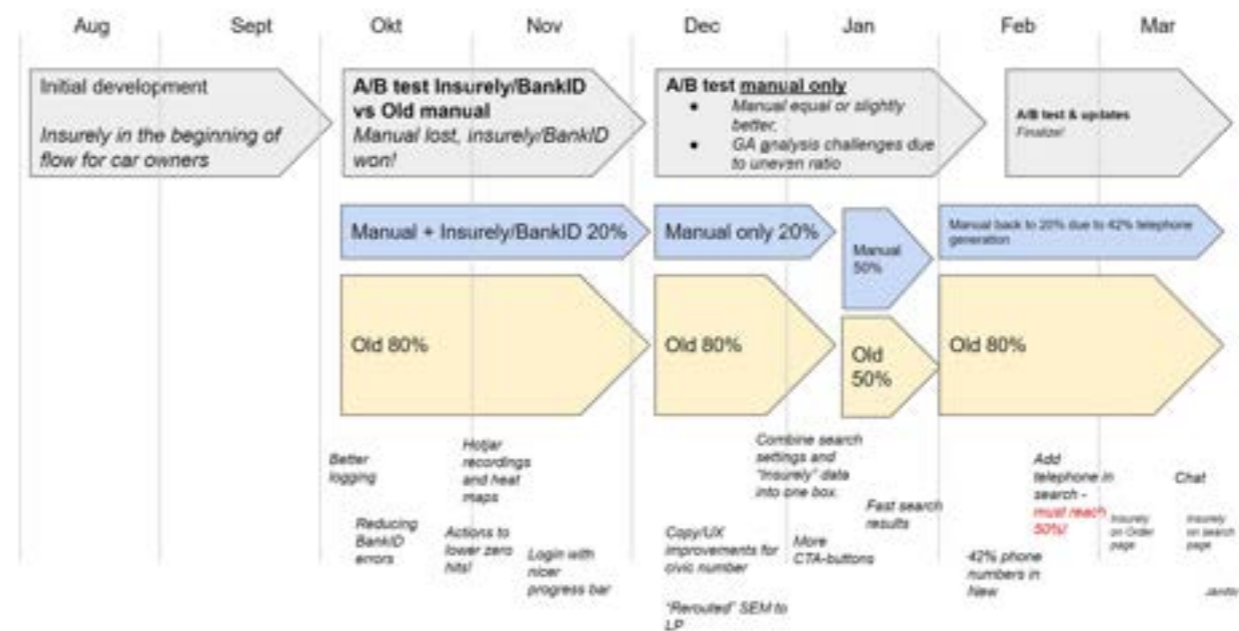 Aug Sept Okt Nov Dec Jan Feb Mar
Initial development
Insurely in the beginning of
flow for car owners
A/B test Insurely/BankID
vs Old manual
Manual lost, insurely/BankID
won!
A/B test manual only
● Manual equal or slightly
better,
● GA analysis challenges due
to uneven ratio
A/B test & updates
Finalize!
Manual + Insurely/BankID 20%
Manual only 20%
Manual
50%
Manual back to 20% due to 42% telephone
generation
Old 80%
Old 80%
Old
50%
Old 80%
Better
logging
Hotjar
recordings
and heat
maps
Reducing
BankID
errors
Actions to
lower zero
hits!
Login with
nicer
progress bar
Combine search
settings and
"Insurely" data
into one box.
Fast search
results
Copy/UX
improvements for
civic number
More
CTA-buttons
"Rerouted" SEM to
LP
Add
telephone in
search -
must reach
50%!
42% phone
numbers in
New
Insurely
on Order
page
Chat
Insurely
on search
page